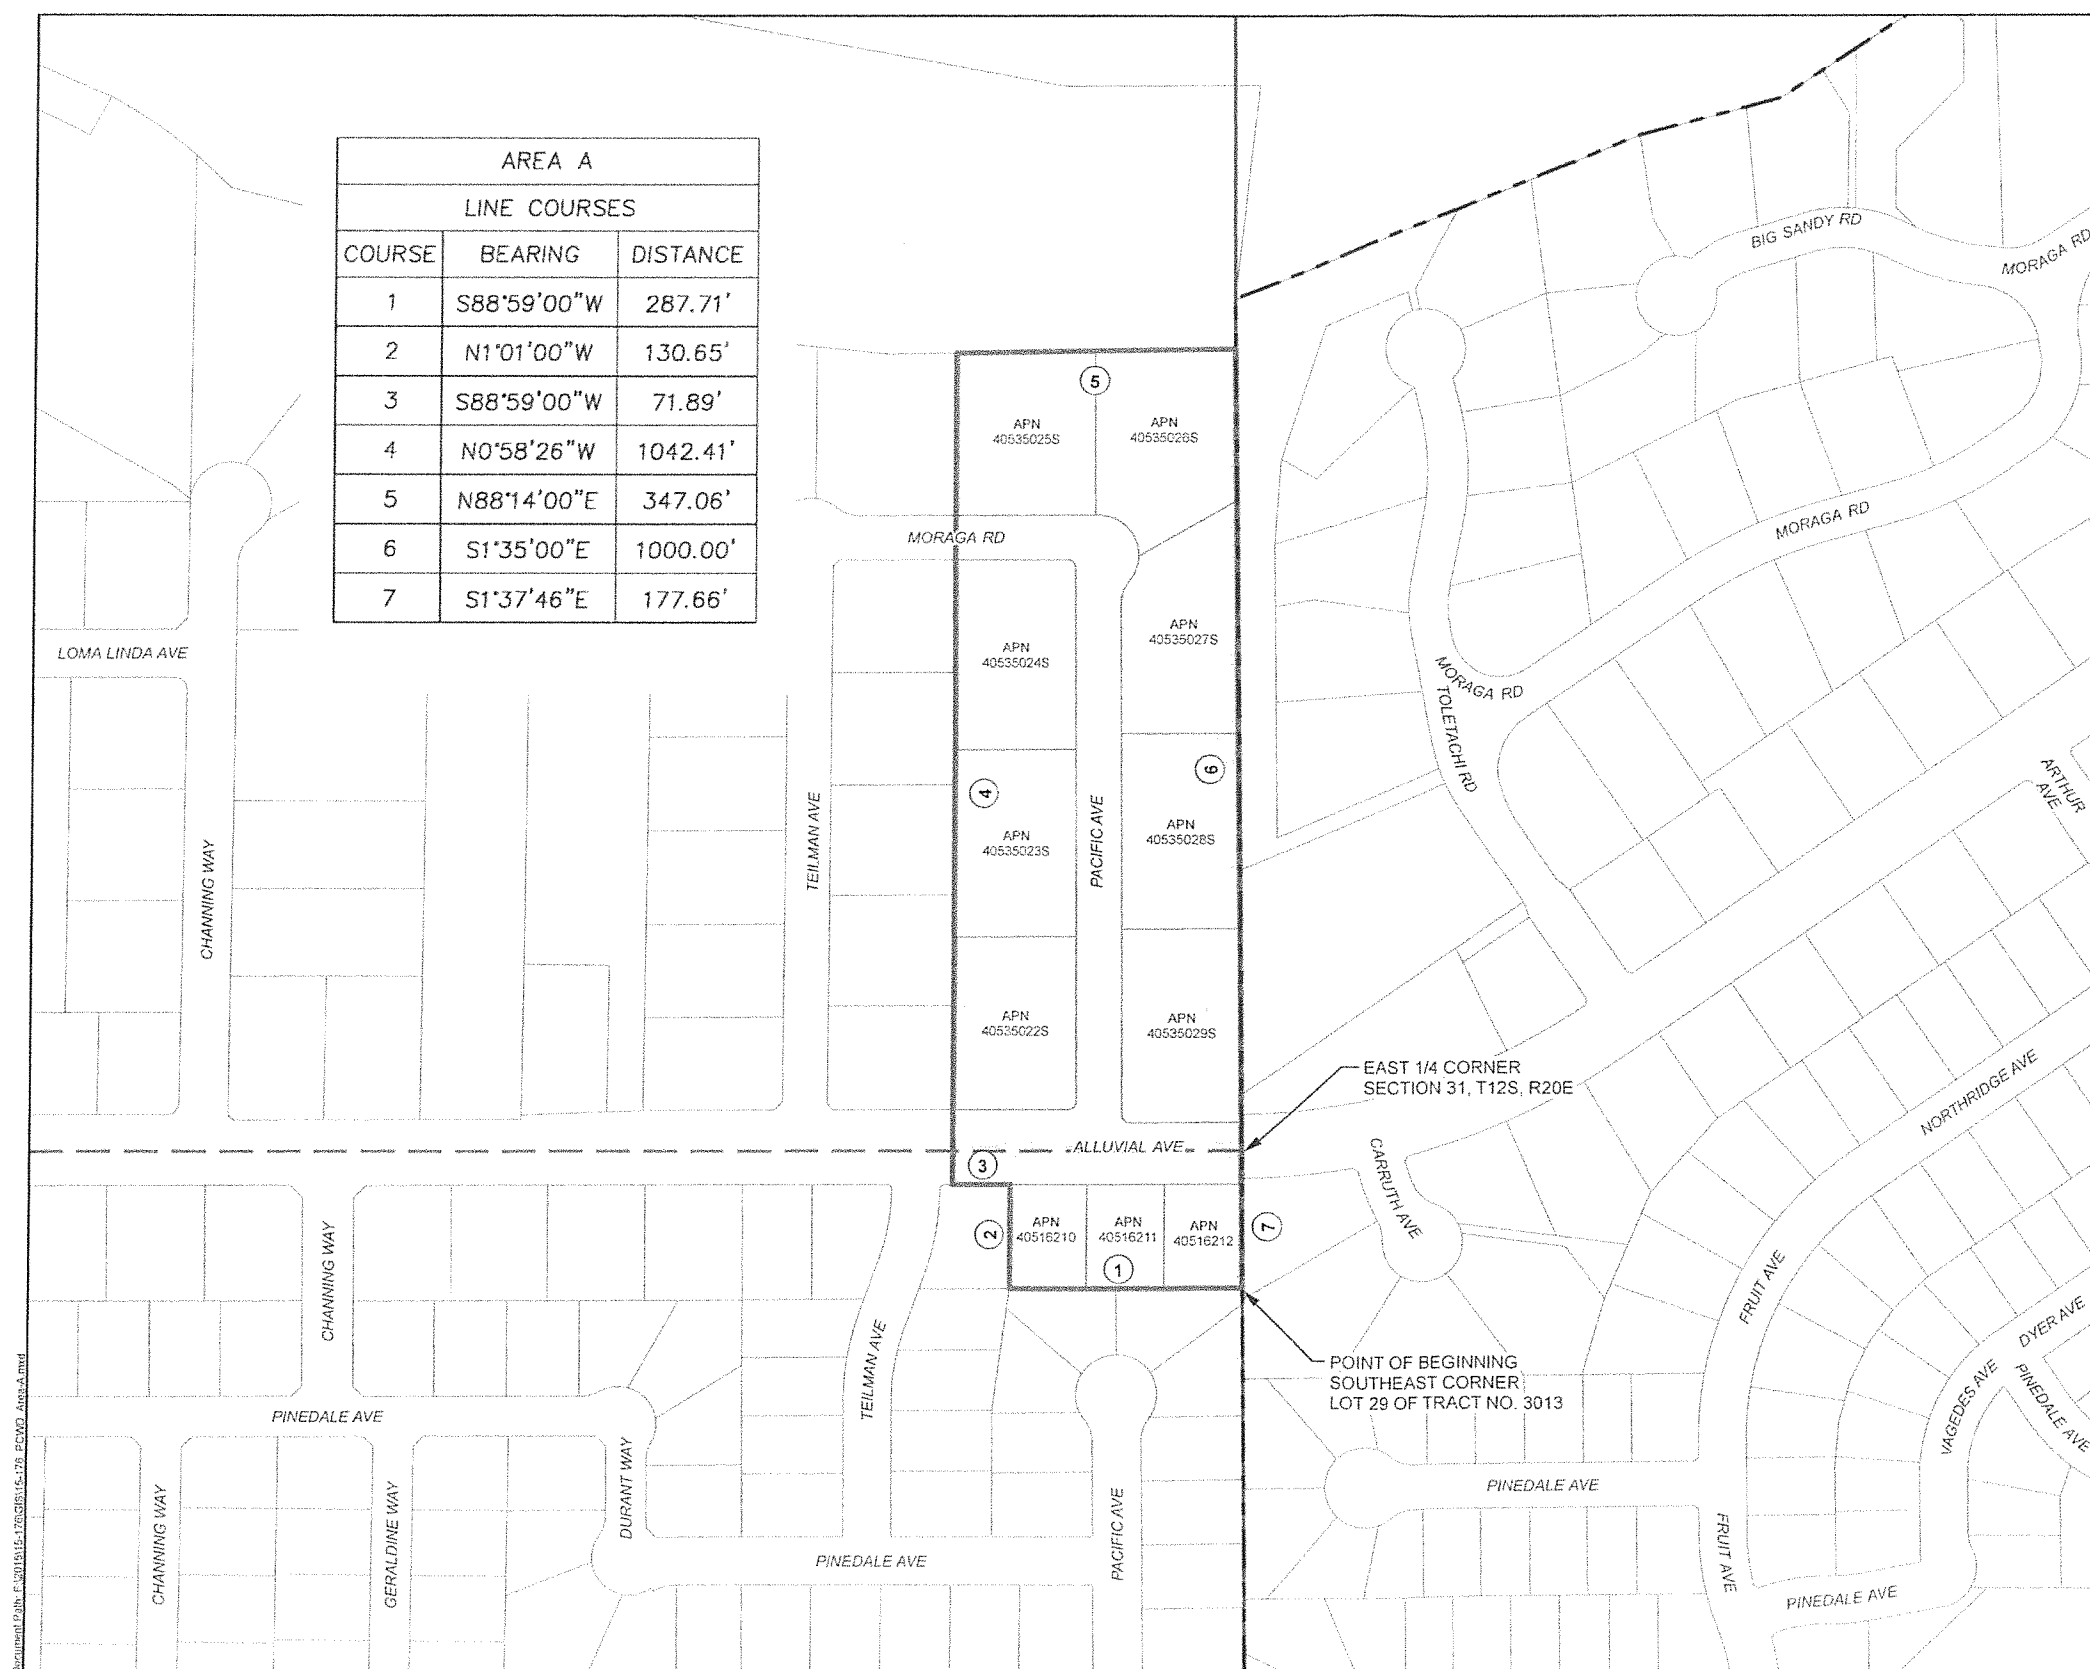 AREA A
LINE COURSES
COURSE BEARING DISTANCE
1 S88°59'00"W 287.71'
2 N1°01'00"W 130.65'
3 S88°59'00"W 71.89'
4 N0°58'26"W 1042.41'
5 N88°14'00"E 347.06'
6 S1°35'00"E 1000.00'
7 S1°37'46"E 177.66'
BIG SANDY RD
MORAGA RD
5
APN
40535025S
APN
40535026S
MORAGA RD
MORAGA RD
APN
40535024S
APN
40535027S
LOMA LINDA AVE
MORAGA RD
TOLETACHI RD
6
4
ARTHUR
AVE
APN
40535023S
APN
40535028S
TEILMAN AVE
PACIFIC AVE
CHANNING WAY
APN
40535022S
APN
40535029S
EAST 1/4 CORNER
SECTION 31, T12S, R20E
NORTHRIDGE AVE
ALLUVIAL AVE
3
CARRUTH AVE
2
APN
40516210
APN
40516211
APN
40516212
7
1
CHANNING WAY
FRUIT AVE
DYER AVE
TEILMAN AVE
POINT OF BEGINNING
SOUTHEAST CORNER
LOT 29 OF TRACT NO. 3013
VAGEDES AVE
PINEDALE AVE
PINEDALE AVE
DURANT WAY
PINEDALE AVE
CHANNING WAY
GERALDINE WAY
PACIFIC AVE
PINEDALE AVE
FRUIT AVE
PINEDALE AVE